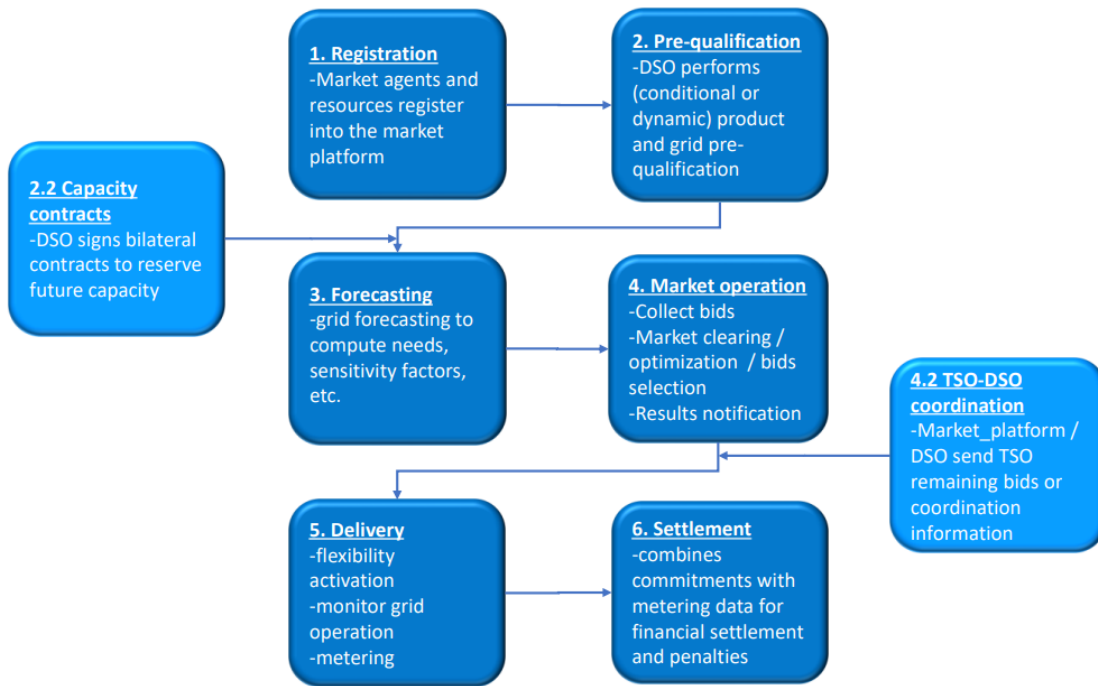 1. Registration
-Market agents and
resources register
into the market
platform
2. Pre-qualification
-DSO performs
(conditional or
dynamic) product
and grid pre-
qualification
2.2 Capacity
contracts
-DSO signs bilateral
contracts to reserve
future capacity
3. Forecasting
-grid forecasting to
compute needs,
sensitivity factors,
etc.
4. Market operation
-Collect bids
-Market clearing /
optimization  / bids
selection
-Results notification
4.2 TSO-DSO
coordination
-Market_platform /
DSO send TSO
remaining bids or
coordination
information
5. Delivery
-flexibility
activation
-monitor grid
operation
-metering
6. Settlement
-combines
commitments with
metering data for
financial settlement
and penalties